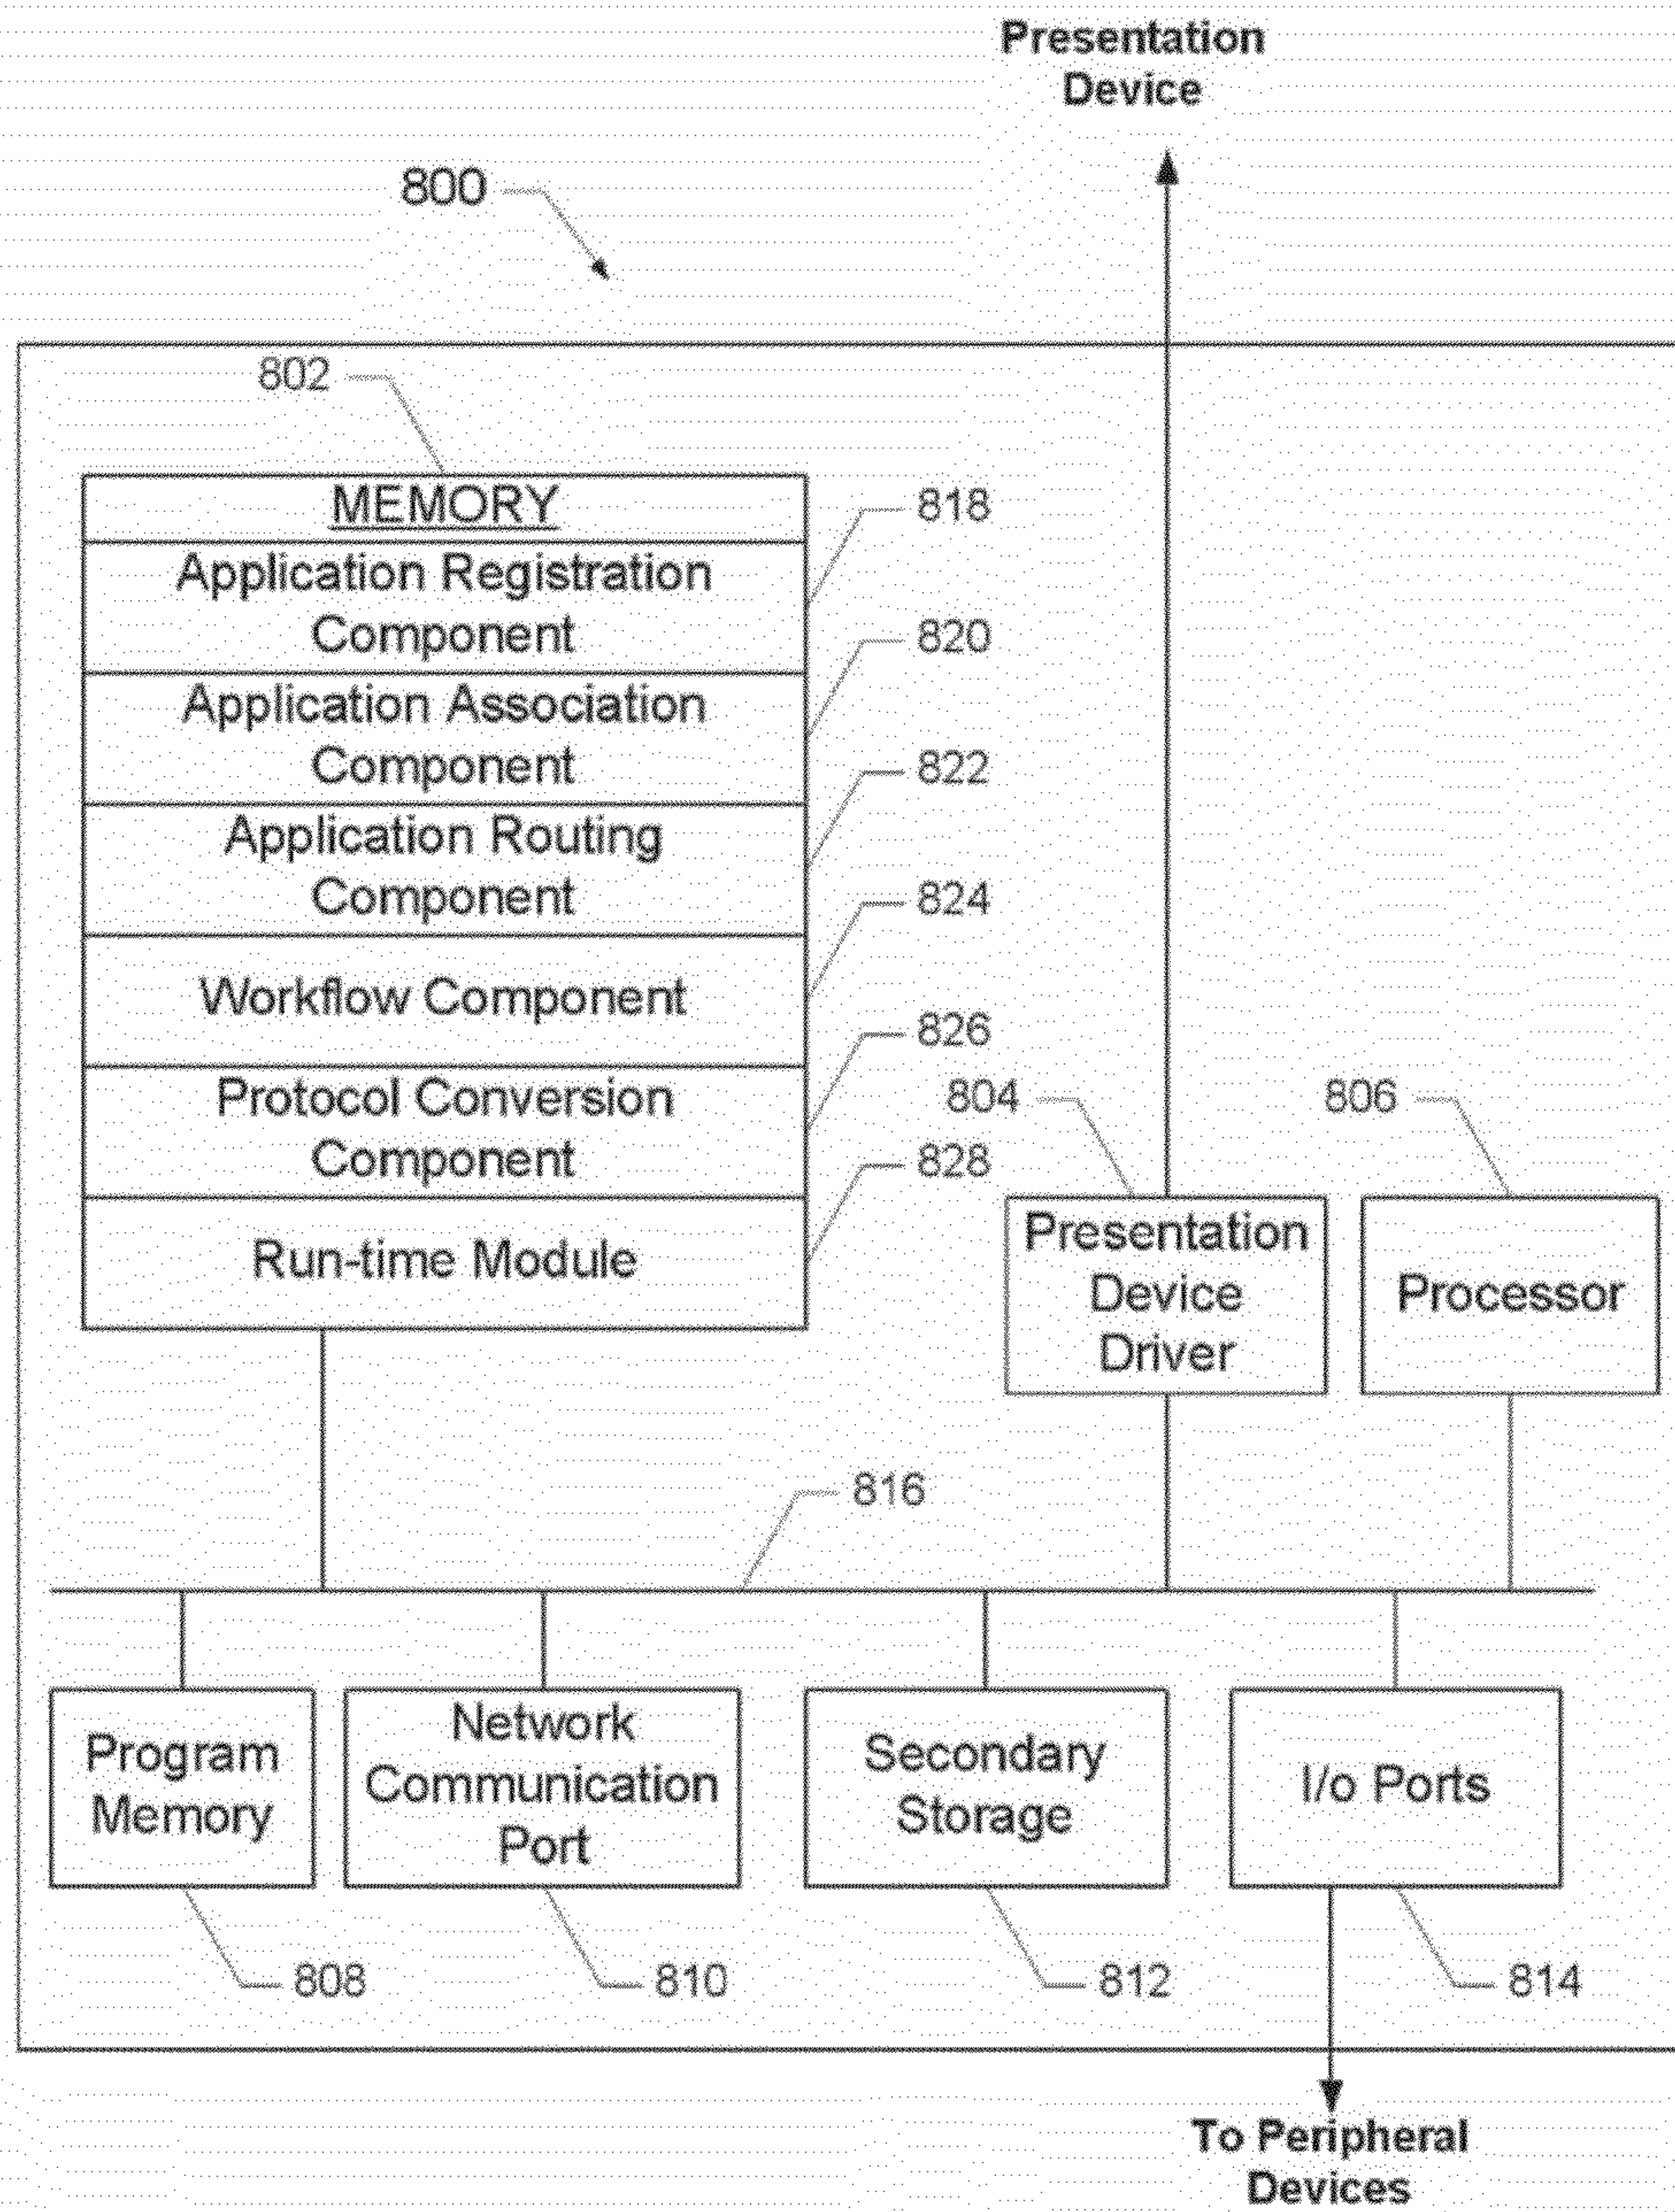 Presentation
Device
800
802
MEMORY
818
Application Registration
Component
820
Application Association
Component
822
Application Routing
Component
824
Workflow Component
826
Protocol Conversion
Component
804
806
828
Run-time Module
Presentation
Device
Driver
Processor
816
Program
Memory
Network
Communication
Port
Secondary
Storage
I/o Ports
808
810
812
814
To Peripheral
Devices